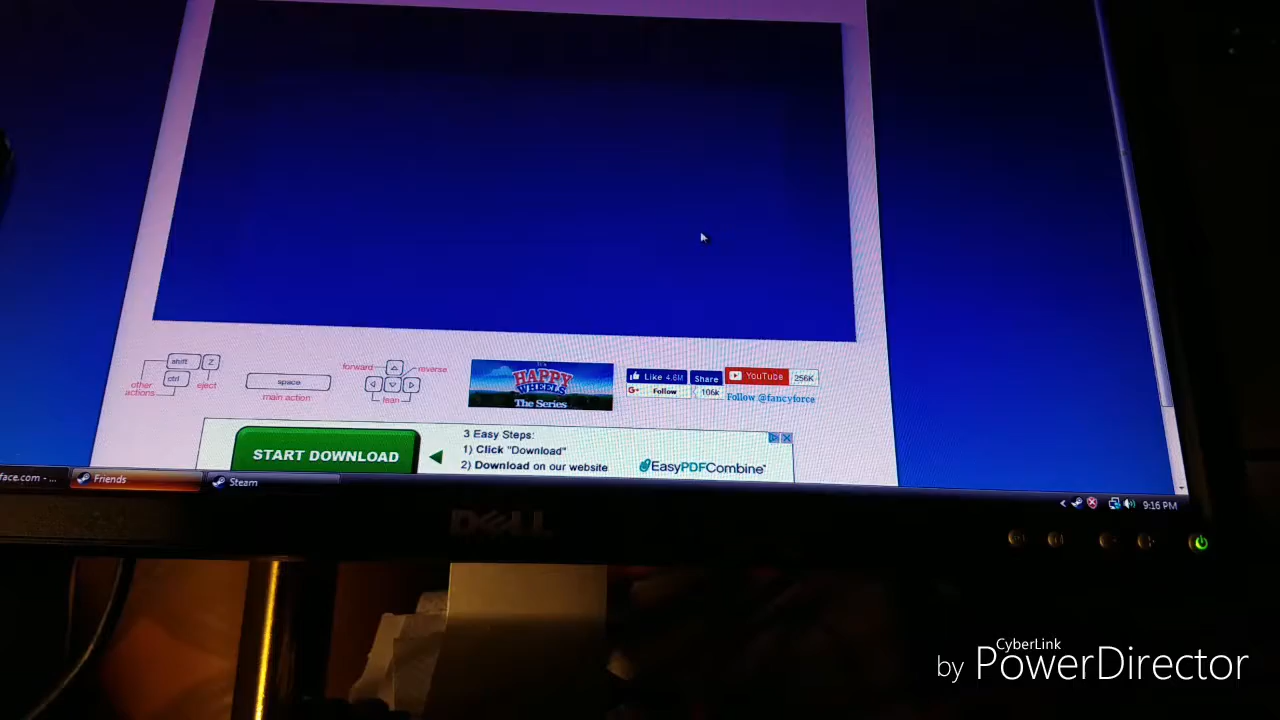 shift
Z
ctrl
other
actions
eject
space
main action
forward
reverse
lean
HAPPY
WHEELS
The Series
Like 4.6M
Share
YouTube
256K
G+ Follow
106k
Follow @fancyforce
START DOWNLOAD
3 Easy Steps:
1) Click "Download"
2) Download on our website
EasyPDFCombine™
face.com - ...
Friends
Steam
9:16 PM
DELL
CyberLink
by PowerDirector